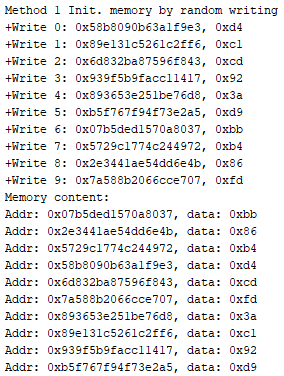 Method 1 Init. memory by random writing
+Write 0: 0x58b8090b63a1f9e3, 0xd4
+Write 1: 0x89e131c5261c2ff6, 0xc1
+Write 2: 0x6d832ba87596f843, 0xcd
+Write 3: 0x939f5b9facc11417, 0x92
+Write 4: 0x893653e251be76d8, 0x3a
+Write 5: 0xb5f767f94f73e2a5, 0xd9
+Write 6: 0x07b5ded1570a8037, 0xbb
+Write 7: 0x5729c1774c244972, 0xb4
+Write 8: 0x2e3441ae54dd6e4b, 0x86
+Write 9: 0x7a588b2066cce707, 0xfd
Memory content:
Addr: 0x07b5ded1570a8037, data: 0xbb
Addr: 0x2e3441ae54dd6e4b, data: 0x86
Addr: 0x5729c1774c244972, data: 0xb4
Addr: 0x58b8090b63a1f9e3, data: 0xd4
Addr: 0x6d832ba87596f843, data: 0xcd
Addr: 0x7a588b2066cce707, data: 0xfd
Addr: 0x893653e251be76d8, data: 0x3a
Addr: 0x89e131c5261c2ff6, data: 0xc1
Addr: 0x939f5b9facc11417, data: 0x92
Addr: 0xb5f767f94f73e2a5, data: 0xd9